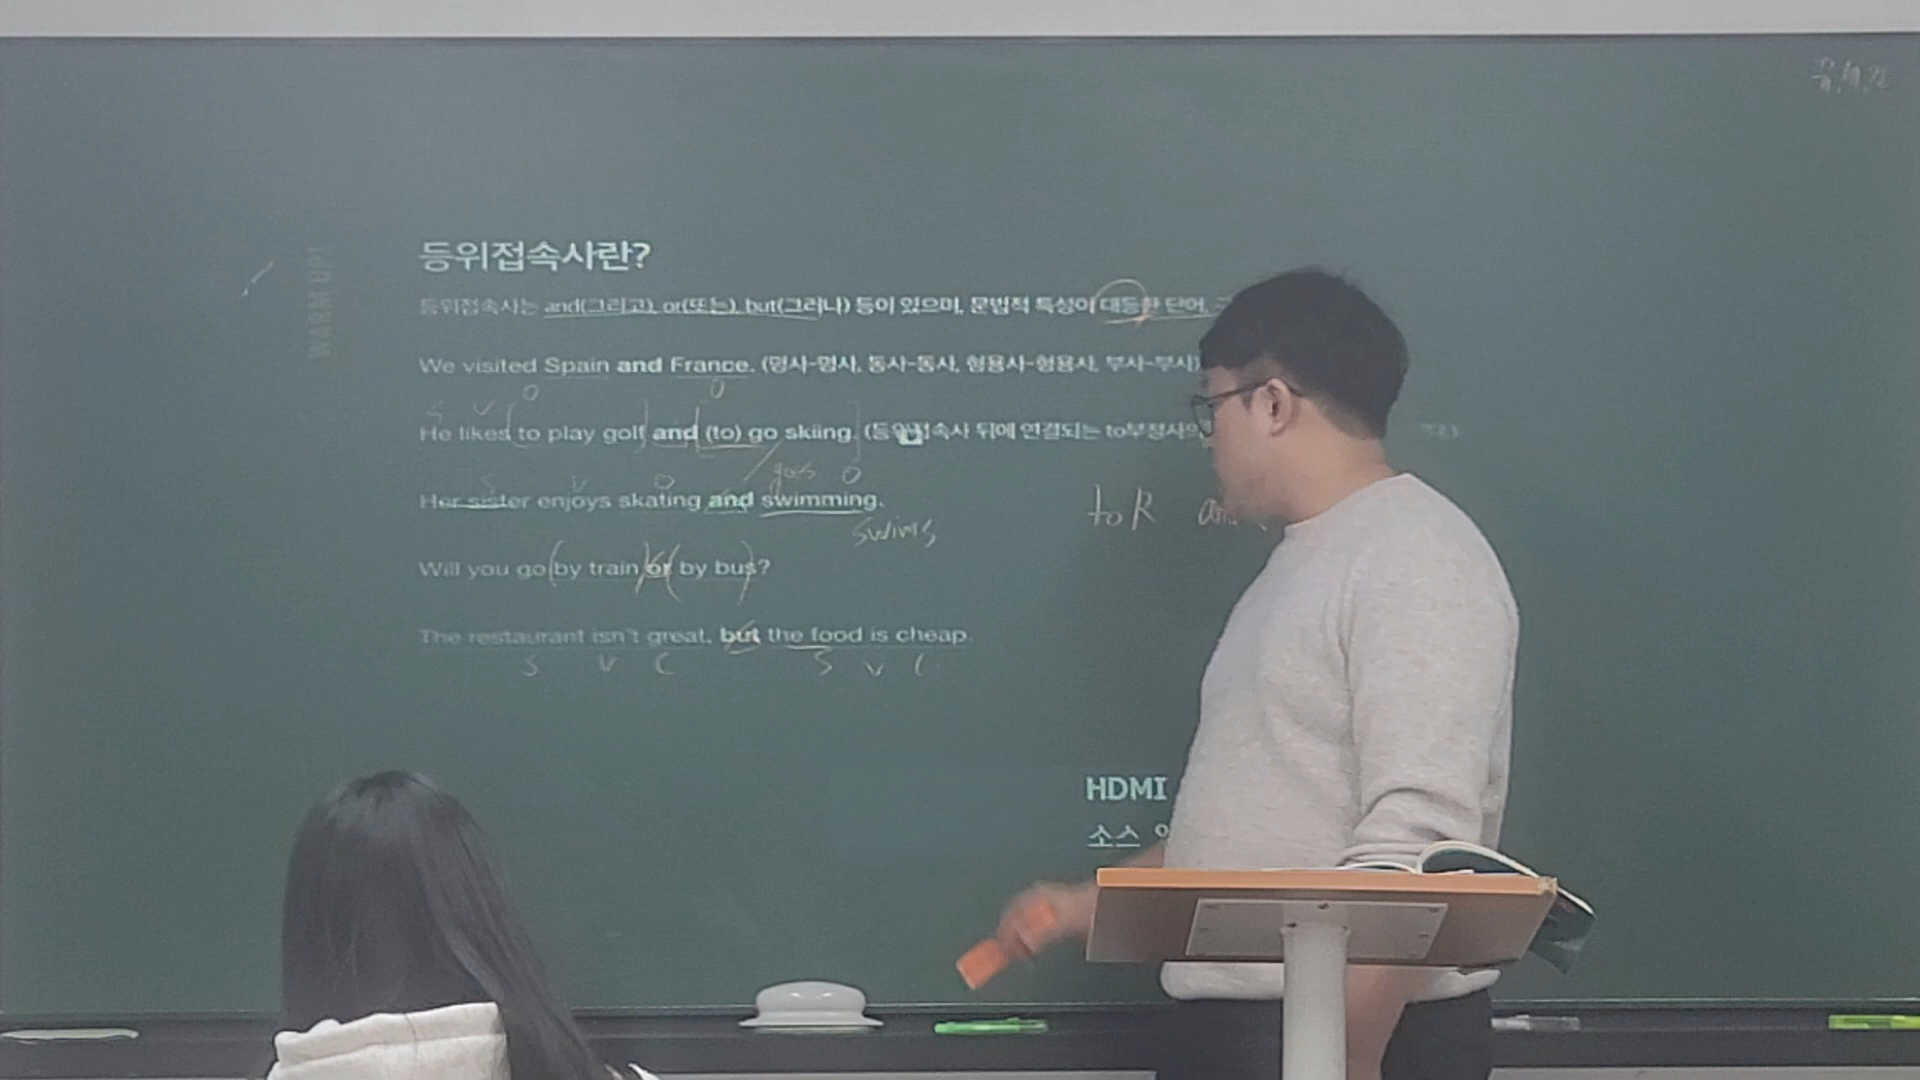 WARM UP!
등위접속사란?
등위접속사는 and(그리고), or(또는), but(그러나) 등이 있으며, 문법적 특성이 대등한 단어,
We visited Spain and France. (명사-명사, 동사-동사, 형용사-형용사, 부사-부사)
O O
S V
He likes to play golf and (to) go skiing. (등위접속사 뒤에 연결되는 to부정사의
goes O
S V O
Her sister enjoys skating and swimming.
toR
swims
Will you go (by train) or (by bus)?
The restaurant isn't great, but the food is cheap.
S V C S V C
HDMI
소스